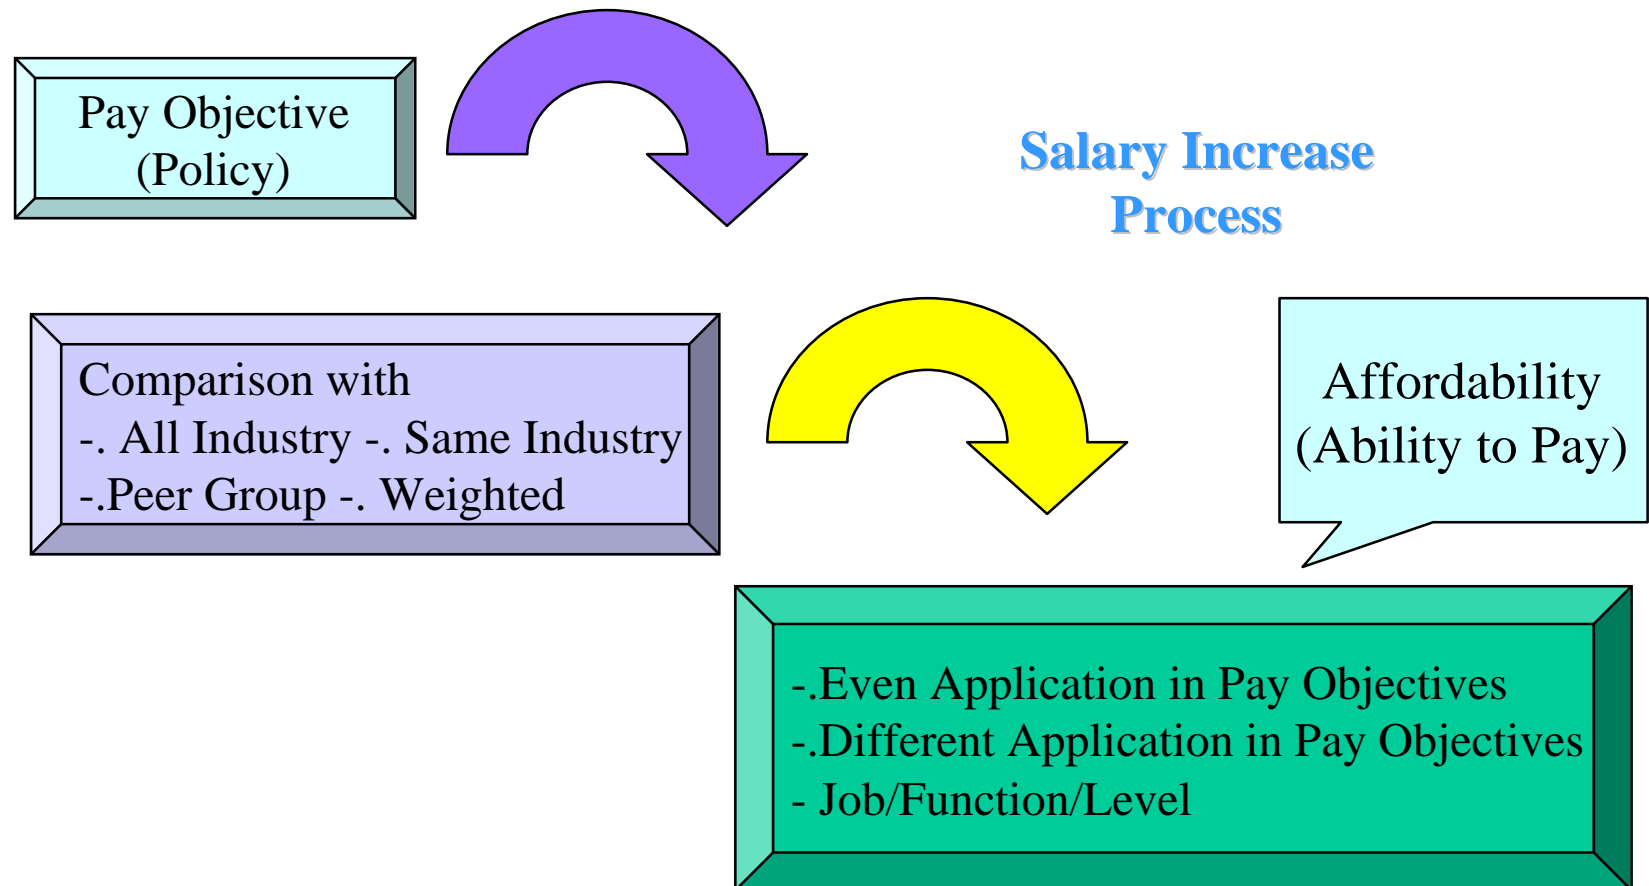 Pay Objective
(Policy)
Salary Increase
Process
Comparison with
-. All Industry -. Same Industry
-.Peer Group -. Weighted
Affordability
(Ability to Pay)
-.Even Application in Pay Objectives
-.Different Application in Pay Objectives
- Job/Function/Level